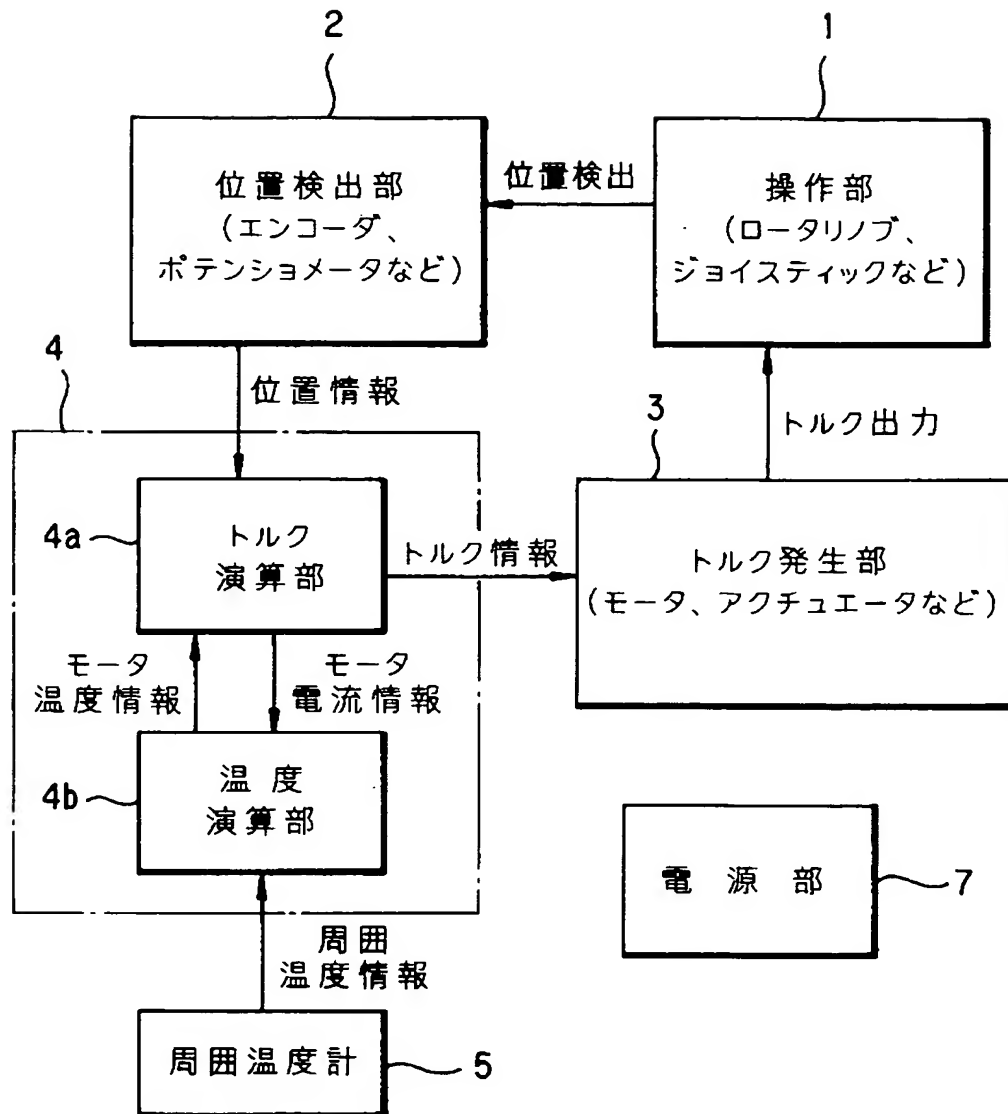 2
1
位置検出部
(エンコーダ、
ポテンショメータなど)
位置検出
操作部
(ロータリノブ、
ジョイスティックなど)
4
位置情報
3
トルク出力
4a
トルク
演算部
トルク情報
トルク発生部
(モータ、アクチュエータなど)
モータ
温度情報
モータ
電流情報
4b
温度
演算部
電源部
7
周囲
温度情報
周囲温度計
5